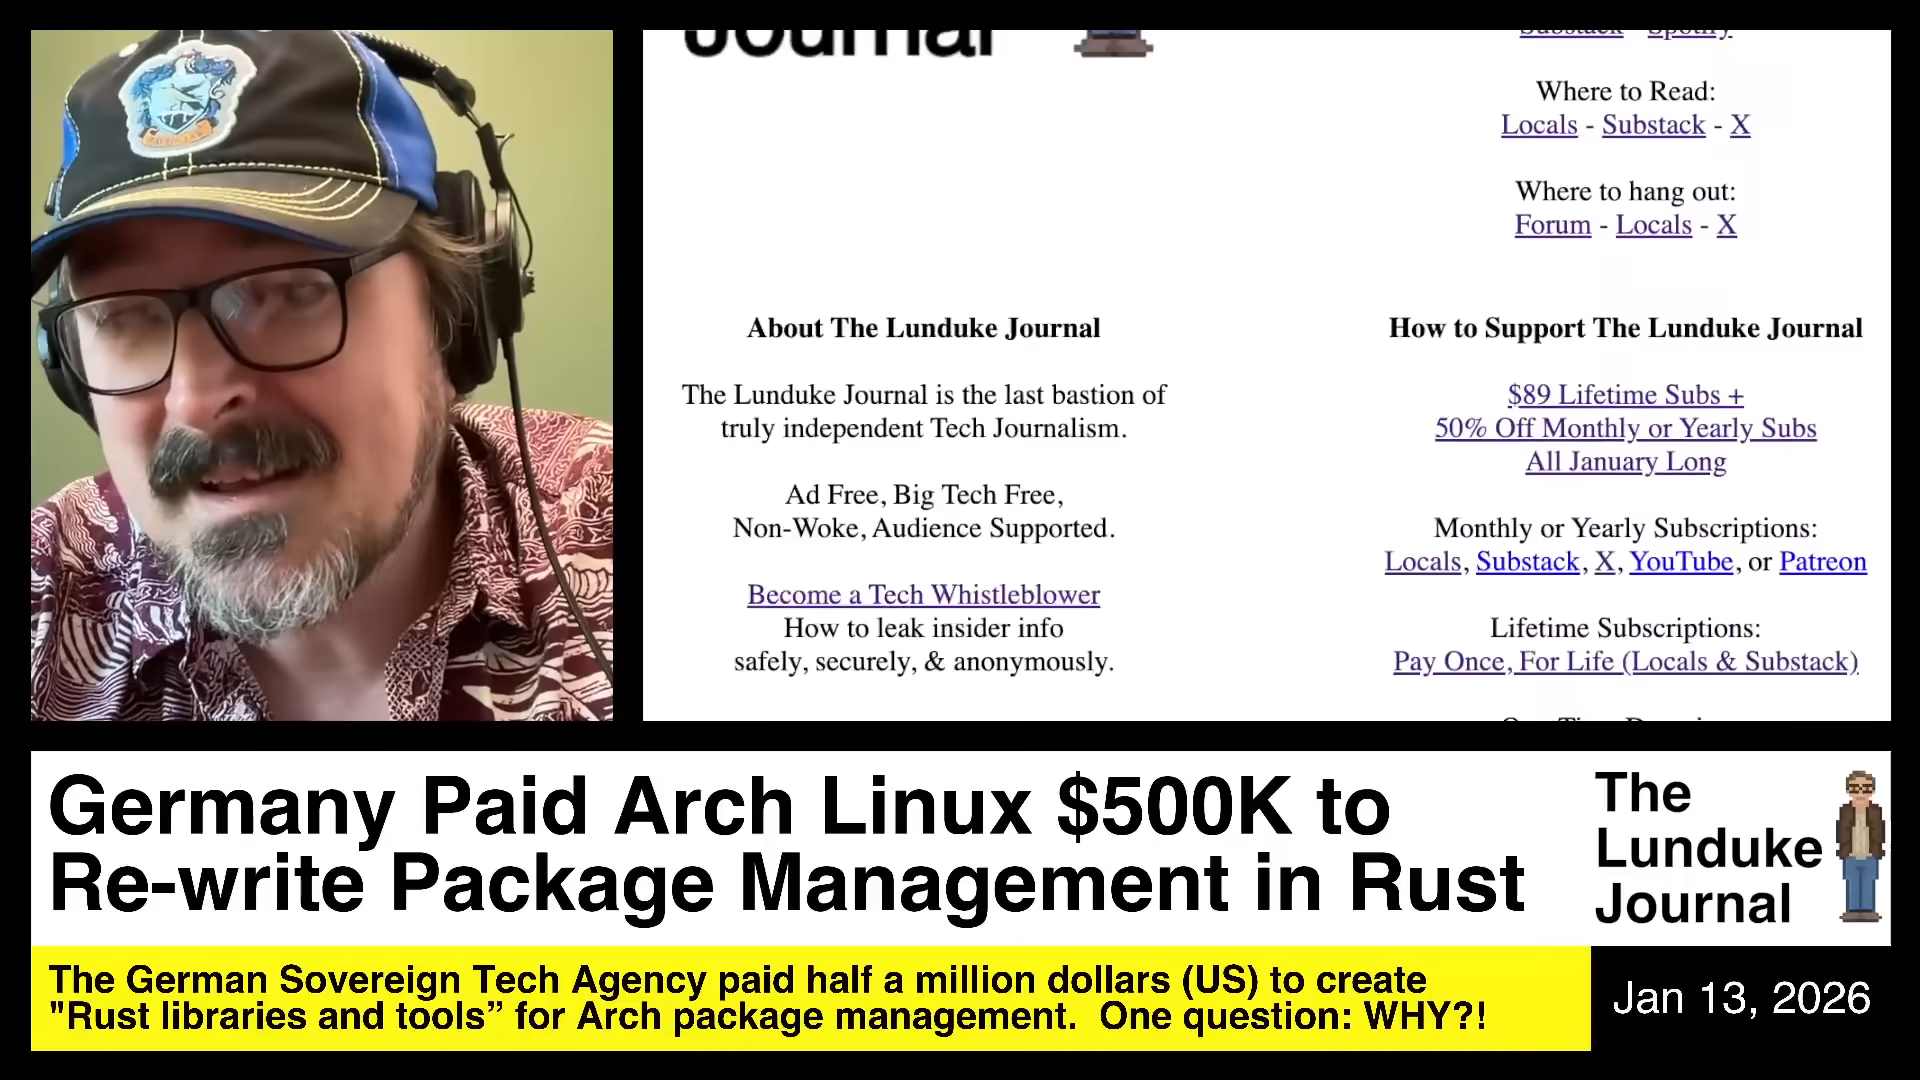 Journal
Substack - Spotify
Where to Read:
Locals - Substack - X
Where to hang out:
Forum - Locals - X
About The Lunduke Journal
The Lunduke Journal is the last bastion of
truly independent Tech Journalism.
Ad Free, Big Tech Free,
Non-Woke, Audience Supported.
Become a Tech Whistleblower
How to leak insider info
safely, securely, & anonymously.
How to Support The Lunduke Journal
$89 Lifetime Subs +
50% Off Monthly or Yearly Subs
All January Long
Monthly or Yearly Subscriptions:
Locals, Substack, X, YouTube, or Patreon
Lifetime Subscriptions:
Pay Once, For Life (Locals & Substack)
Germany Paid Arch Linux $500K to
Re-write Package Management in Rust
The
Lunduke
Journal
The German Sovereign Tech Agency paid half a million dollars (US) to create
"Rust libraries and tools” for Arch package management.  One question: WHY?!
Jan 13, 2026